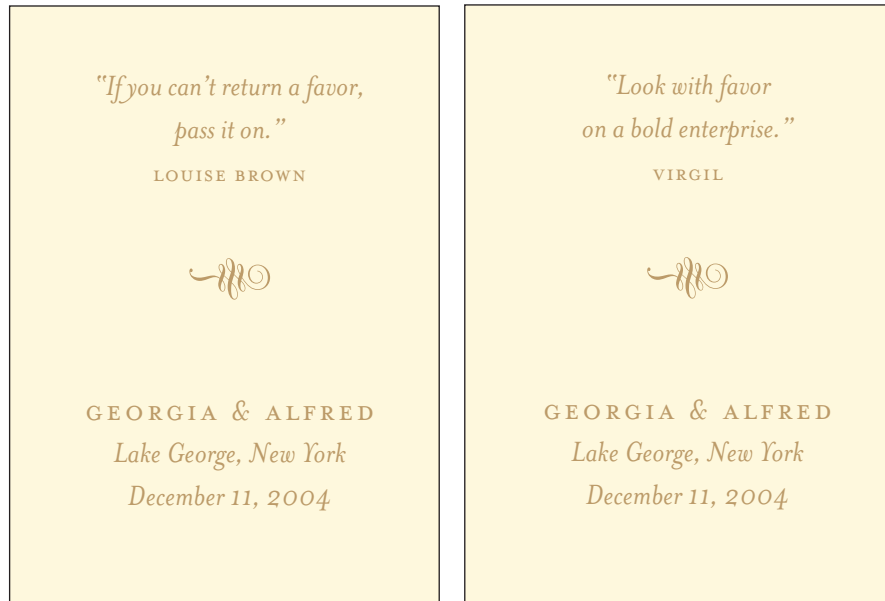 “If you can’t return a favor,
pass it on.”
LOUISE BROWN
GEORGIA & ALFRED
Lake George, New York
December 11, 2004
“Look with favor
on a bold enterprise.”
VIRGIL
GEORGIA & ALFRED
Lake George, New York
December 11, 2004